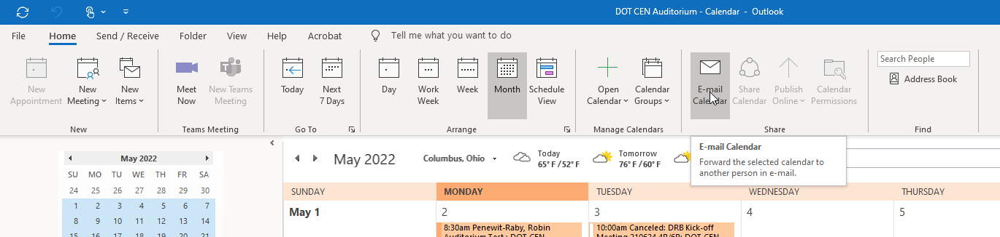 DOT CEN Auditorium - Calendar - Outlook
File Home Send / Receive Folder View Help Acrobat Tell me what you want to do
New Appointment
New Meeting
New Items
Meet Now
New Teams Meeting
Today
Next 7 Days
Day
Work Week
Week
Month
Schedule View
Open Calendar
Calendar Groups
E-mail Calendar
Share Calendar
Publish Online
Calendar Permissions
Search People
Address Book
New Teams Meeting Go To Arrange Manage Calendars Share Find
E-mail Calendar
Forward the selected calendar to
another person in e-mail.
May 2022
SU MO TU WE TH FR SA
24 25 26 27 28 29 30
1 2 3 4 5 6 7
8 9 10 11 12 13 14
15 16 17 18 19 20 21
May 2022
Columbus, Ohio
Today
65° F / 52° F
Tomorrow
76° F / 60° F
SUNDAY MONDAY TUESDAY WEDNESDAY THURSDAY
May 1 2 3 4 5
8:30am Penewit-Raby, Robin
Auditorium Test ; DOT-CEN
10:00am Canceled: DRB Kick-off